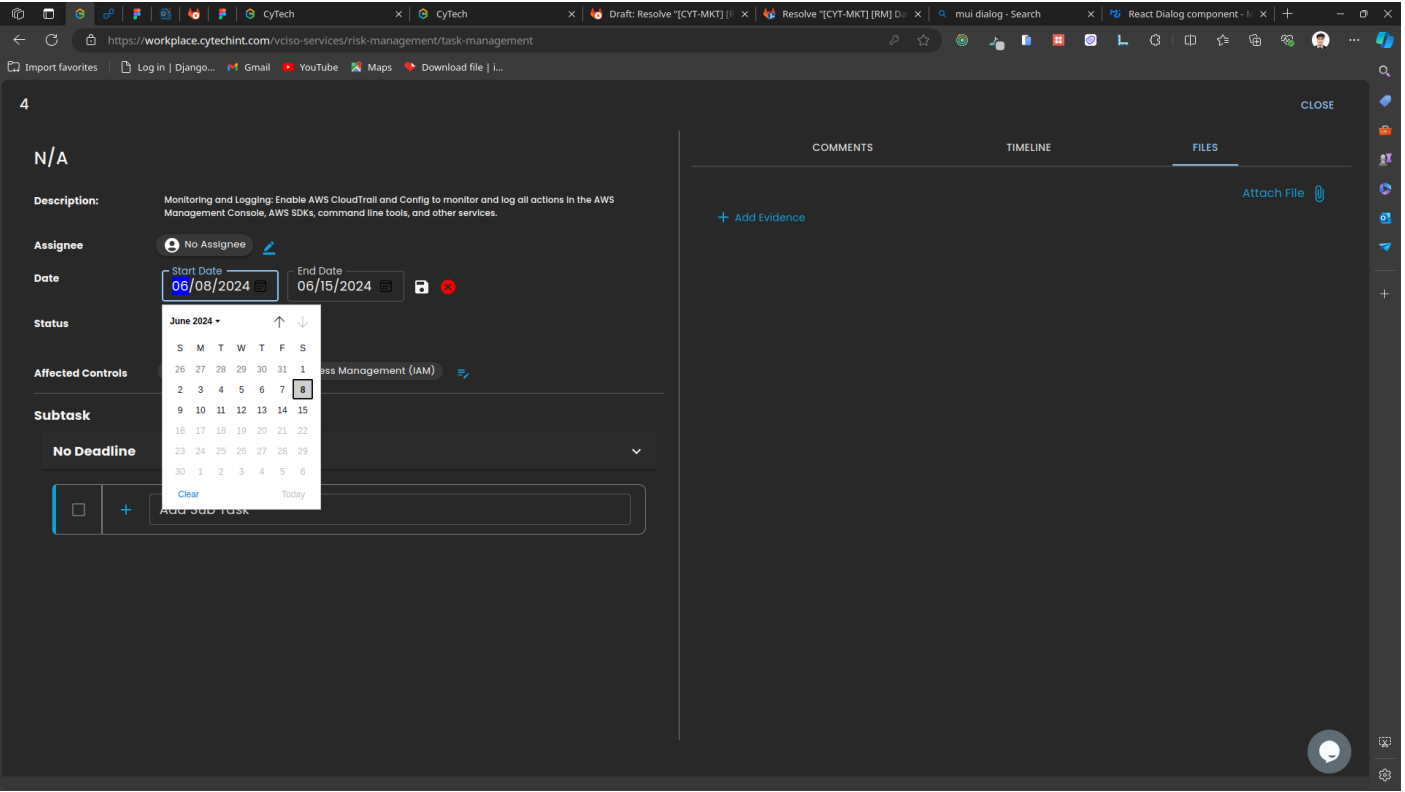 CyTech
CyTech
Draft: Resolve "[CYT-MKT]
Resolve "[CYT-MKT] [RM] Da
mui dialog - Search
React Dialog component -
https://workplace.cytechint.com/vciso-services/risk-management/task-management
Import favorites
Log in | Django...
Gmail
YouTube
Maps
Download file | i...
4
CLOSE
N/A
COMMENTS
TIMELINE
FILES
Description:
Monitoring and Logging: Enable AWS CloudTrail and Config to monitor and log all actions in the AWS
Management Console, AWS SDKs, command line tools, and other services.
Attach File
+ Add Evidence
Assignee
No Assignee
Date
Start Date
06/08/2024
End Date
06/15/2024
Status
June 2024
S M T W T F S
26 27 28 29 30 31 1
2 3 4 5 6 7 8
9 10 11 12 13 14 15
16 17 18 19 20 21 22
23 24 25 26 27 28 29
30 1 2 3 4 5 6
Clear
Today
Affected Controls
ess Management (IAM)
Subtask
No Deadline
+
Add Sub Task